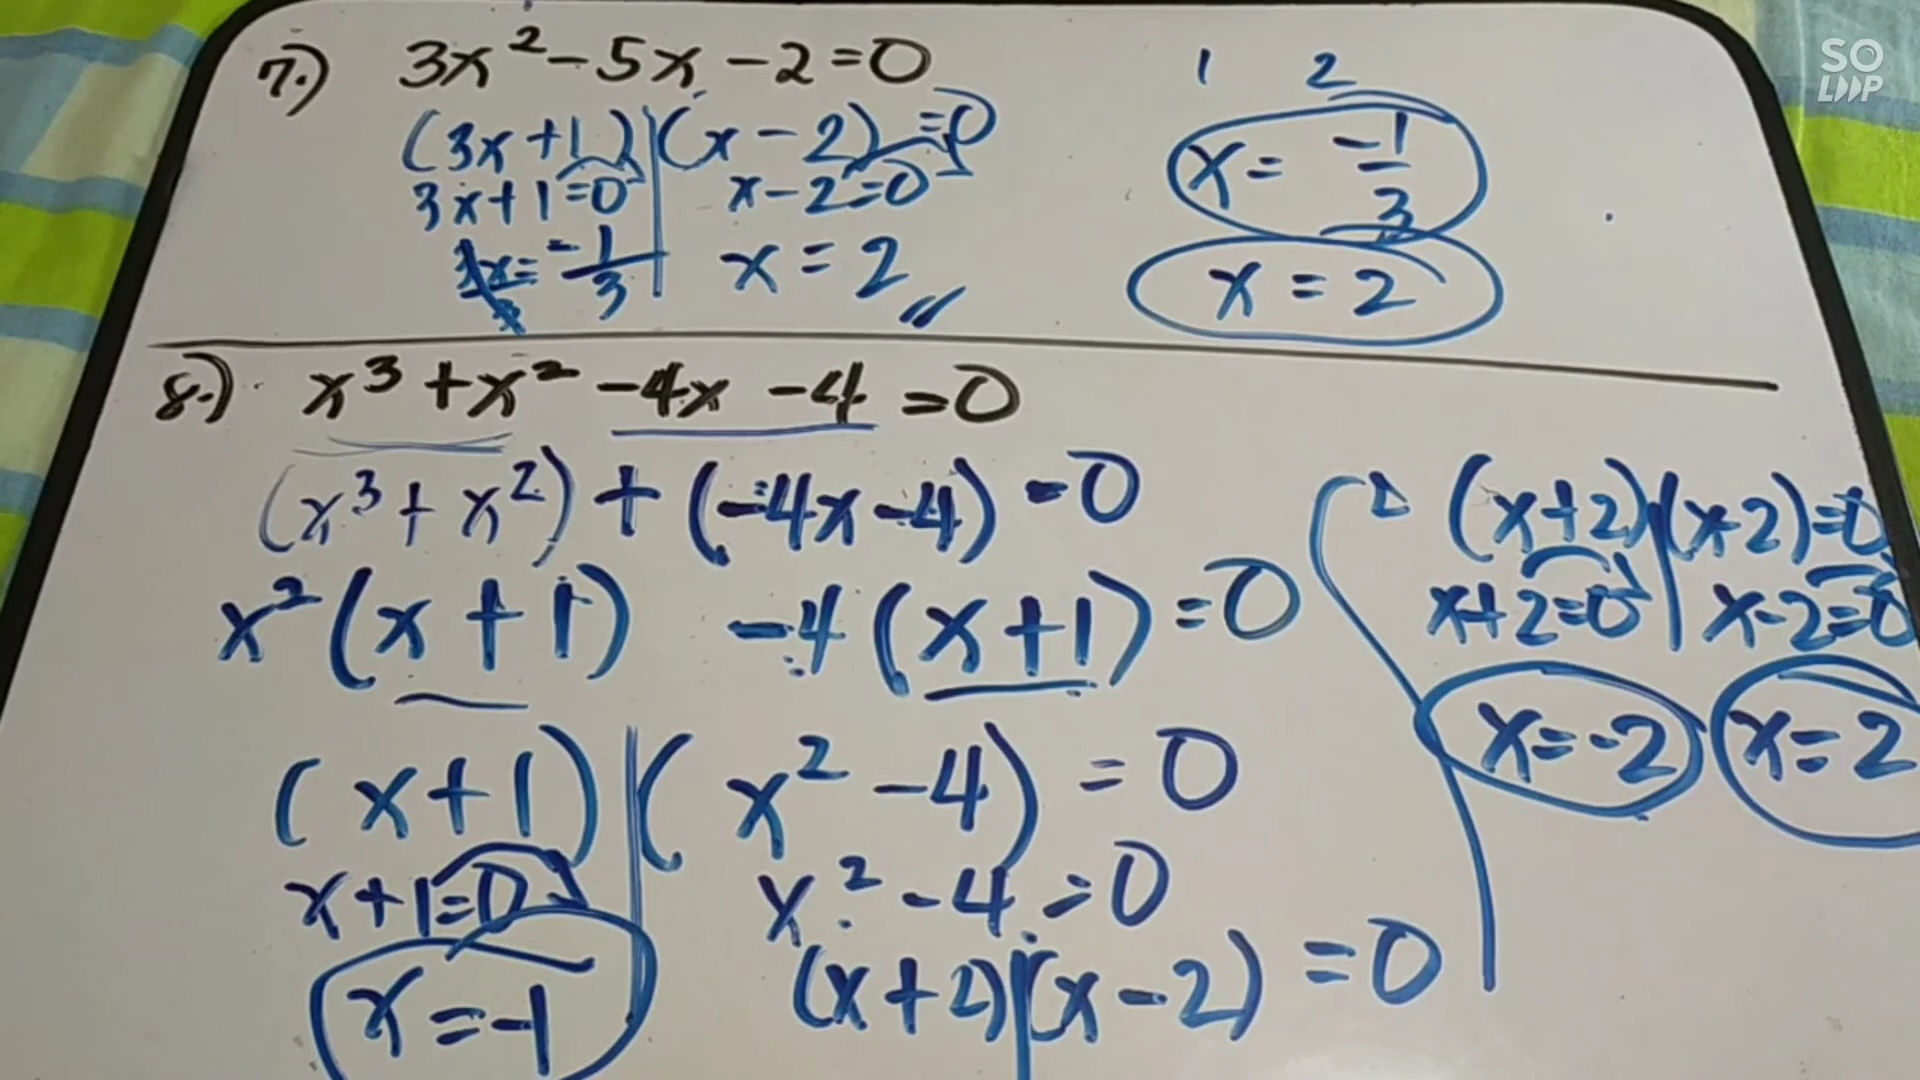 7.) 3x² - 5x - 2 = 0
(3x + 1) | (x - 2) = 0
3x + 1 = 0 | x - 2 = 0
3x/3 = -1/3 | x = 2
1 2
x = -1/3
x = 2
8.) x³ + x² - 4x - 4 = 0
(x³ + x²) + (-4x - 4) = 0
x² (x + 1) -4 (x + 1) = 0
(x + 1) | (x² - 4) = 0
x + 1 = 0 x² - 4 = 0
x = -1 (x + 2) | (x - 2) = 0
(x + 2) | (x - 2) = 0
x + 2 = 0 | x - 2 = 0
x = -2 x = 2
SO
LOOP